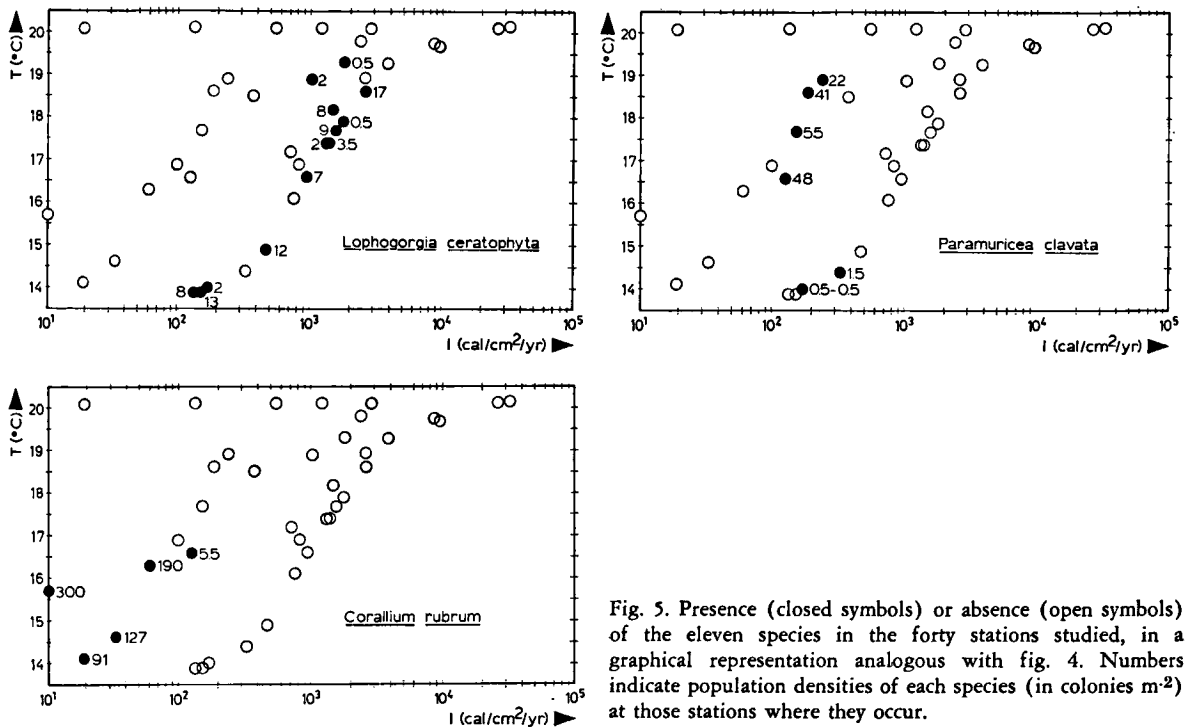 T (°C)
20
19
18
17
16
15
14
0.5
2
17
8
0.5
9
2
3.5
7
12
8
2
13
Lophogorgia ceratophyta
10¹ 10² 10³ 10⁴ 10⁵
I (cal/cm²/yr)
T (°C)
20
19
18
17
16
15
14
22
41
55
48
1.5
0.5-0.5
Paramuricea clavata
10¹ 10² 10³ 10⁴ 10⁵
I (cal/cm²/yr)
T (°C)
20
19
18
17
16
15
14
5.5
190
300
127
91
Corallium rubrum
10¹ 10² 10³ 10⁴ 10⁵
I (cal/cm²/yr)
Fig. 5. Presence (closed symbols) or absence (open symbols)
of the eleven species in the forty stations studied, in a
graphical representation analogous with fig. 4. Numbers
indicate population densities of each species (in colonies m-2)
at those stations where they occur.